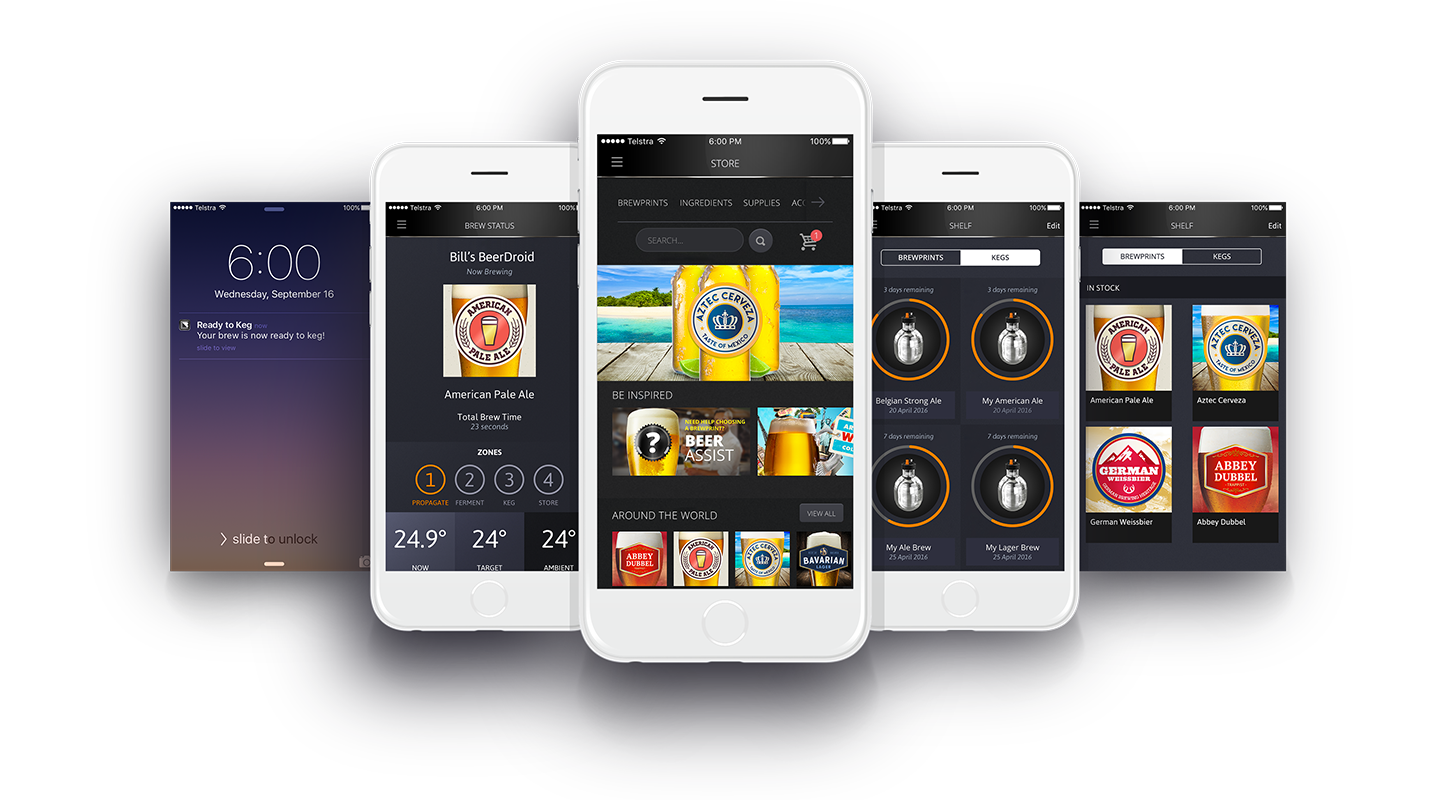 Telstra 100%
6:00
Wednesday, September 16
Ready to Keg now
Your brew is now ready to keg!
slide to view
slide to unlock
Telstra 6:00 PM 100%
BREW STATUS
Bill's BeerDroid
Now Brewing
AMERICAN
PALE ALE
American Pale Ale
Total Brew Time
23 seconds
ZONES
1 2 3 4
PROPAGATE FERMENT KEG STORE
24.9° 24° 24°
NOW TARGET AMBIENT
Telstra 6:00 PM 100%
STORE
BREWPRINTS INGREDIENTS SUPPLIES AC
SEARCH... 1
AZTEC CERVEZA
TASTE OF MEXICO
BE INSPIRED
?
NEED HELP CHOOSING
A BREWPRINT?
BEER
ASSIST
AROUND THE WORLD VIEW ALL
ABBEY
DUBBEL
AMERICAN
PALE ALE
AZTEC CERVEZA
BAVARIAN
LAGER
Telstra 6:00 PM 100%
SHELF Edit
BREWPRINTS KEGS
3 days remaining 3 days remaining
Belgian Strong Ale My American Ale
20 April 2016 20 April 2016
7 days remaining 7 days remaining
My Ale Brew My Lager Brew
25 April 2016 25 April 2016
Telstra 6:00 PM 100%
SHELF Edit
BREWPRINTS KEGS
IN STOCK
AMERICAN
PALE ALE
AZTEC CERVEZA
TASTE OF MEXICO
American Pale Ale Aztec Cerveza
GERMAN
WEISSBIER
GERMAN BREWING HERITAGE
ABBEY
DUBBEL
TRAPPIST
German Weissbier Abbey Dubbel